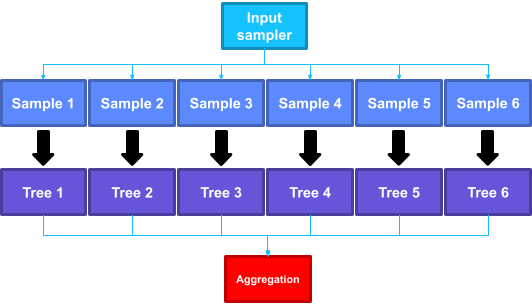 Input
sampler
Sample 1
Sample 2
Sample 3
Sample 4
Sample 5
Sample 6
Tree 1
Tree 2
Tree 3
Tree 4
Tree 5
Tree 6
Aggregation